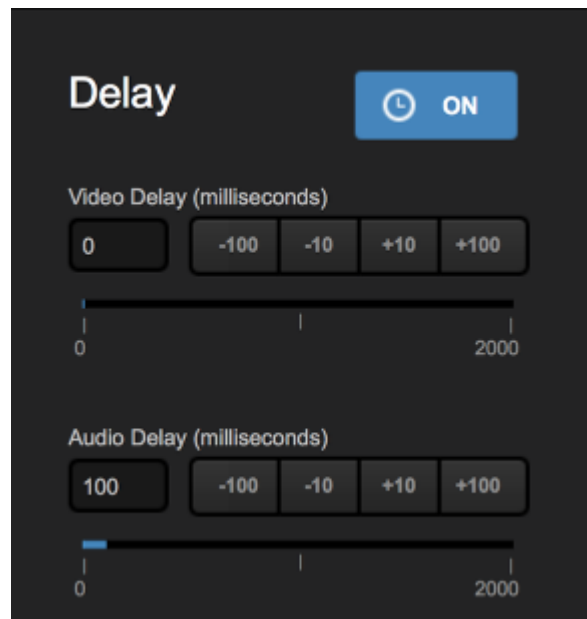 Delay
ON
Video Delay (milliseconds)
0 -100 -10 +10 +100
0 2000
Audio Delay (milliseconds)
100 -100 -10 +10 +100
0 2000